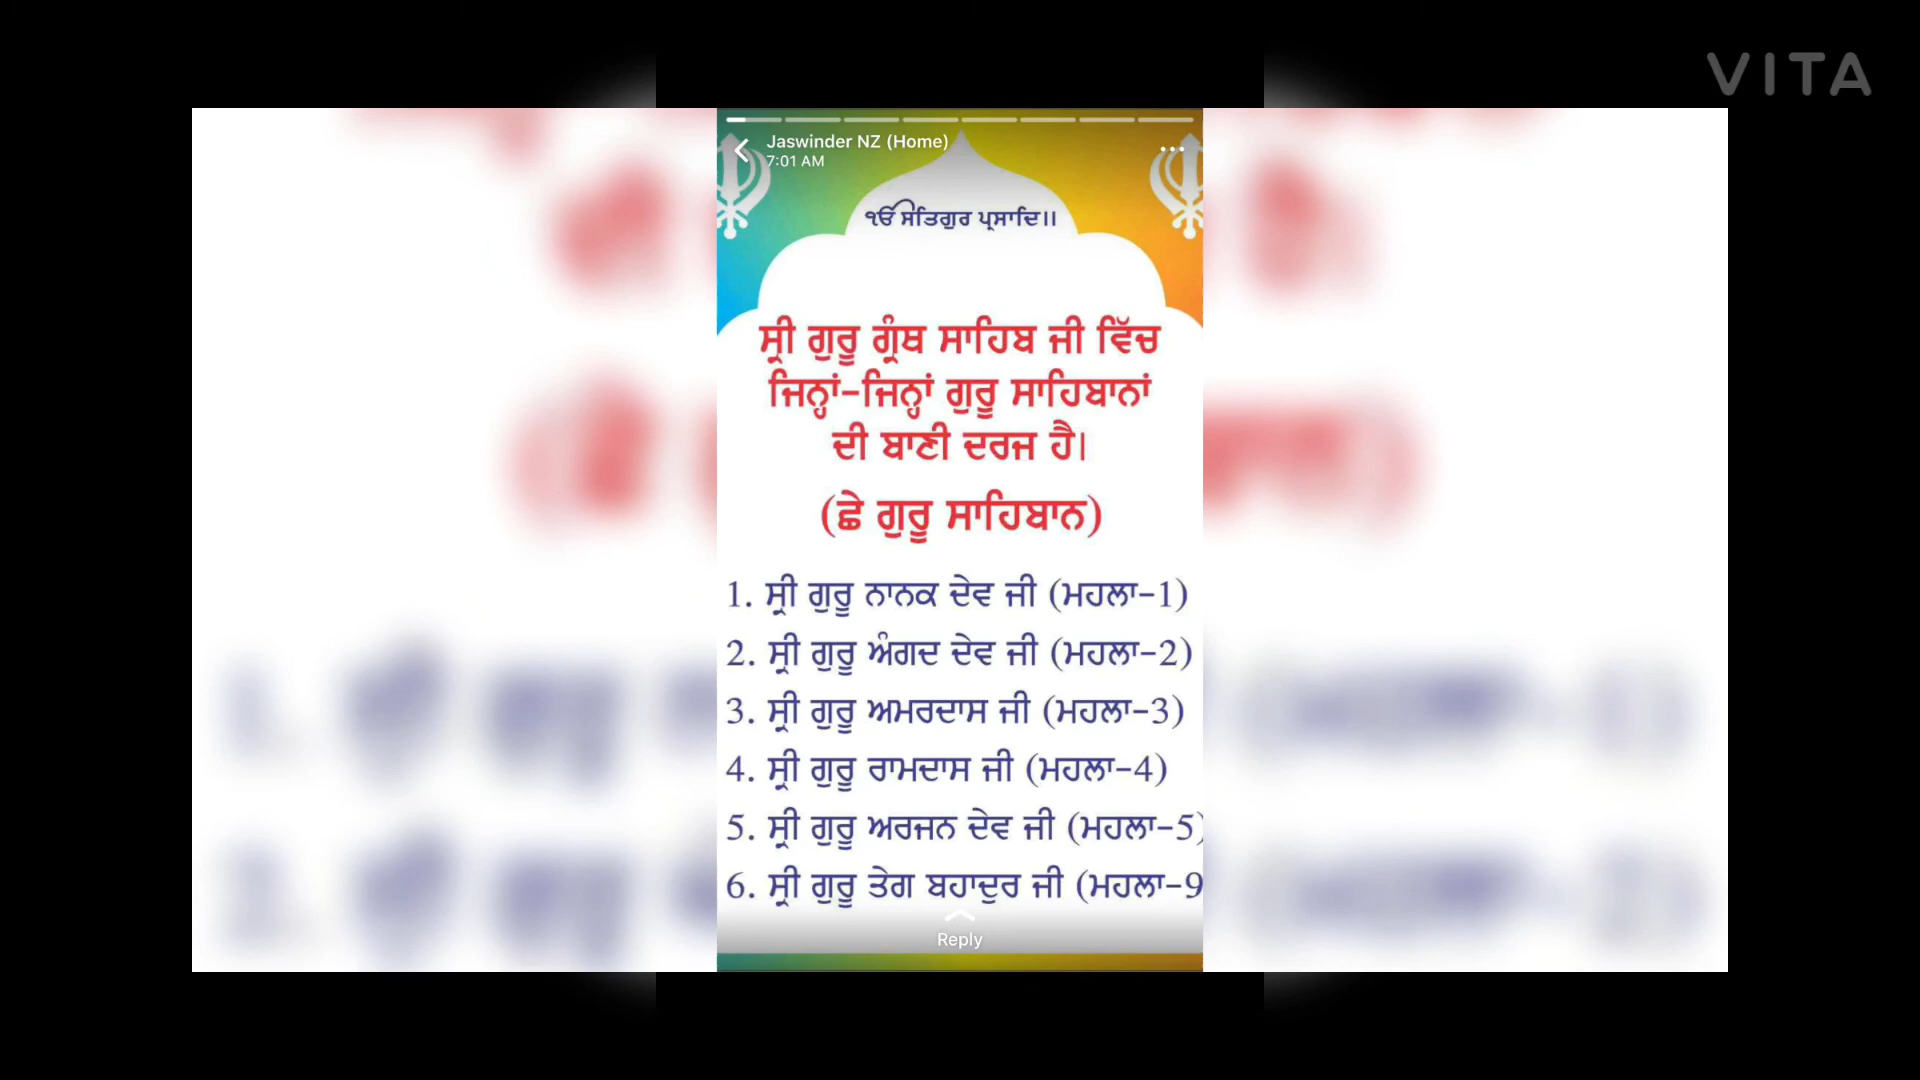 VITA
Jaswinder NZ (Home)
7:01 AM
ੴ ਸਤਿਗੁਰ ਪ੍ਰਸਾਦਿ।।
ਸ੍ਰੀ ਗੁਰੂ ਗ੍ਰੰਥ ਸਾਹਿਬ ਜੀ ਵਿੱਚ
ਜਿਨ੍ਹਾਂ-ਜਿਨ੍ਹਾਂ ਗੁਰੂ ਸਾਹਿਬਾਨਾਂ
ਦੀ ਬਾਣੀ ਦਰਜ ਹੈ।
(ਛੇ ਗੁਰੂ ਸਾਹਿਬਾਨ)
1. ਸ੍ਰੀ ਗੁਰੂ ਨਾਨਕ ਦੇਵ ਜੀ (ਮਹਲਾ-1)
2. ਸ੍ਰੀ ਗੁਰੂ ਅੰਗਦ ਦੇਵ ਜੀ (ਮਹਲਾ-2)
3. ਸ੍ਰੀ ਗੁਰੂ ਅਮਰਦਾਸ ਜੀ (ਮਹਲਾ-3)
4. ਸ੍ਰੀ ਗੁਰੂ ਰਾਮਦਾਸ ਜੀ (ਮਹਲਾ-4)
5. ਸ੍ਰੀ ਗੁਰੂ ਅਰਜਨ ਦੇਵ ਜੀ (ਮਹਲਾ-5)
6. ਸ੍ਰੀ ਗੁਰੂ ਤੇਗ ਬਹਾਦੁਰ ਜੀ (ਮਹਲਾ-9
Reply